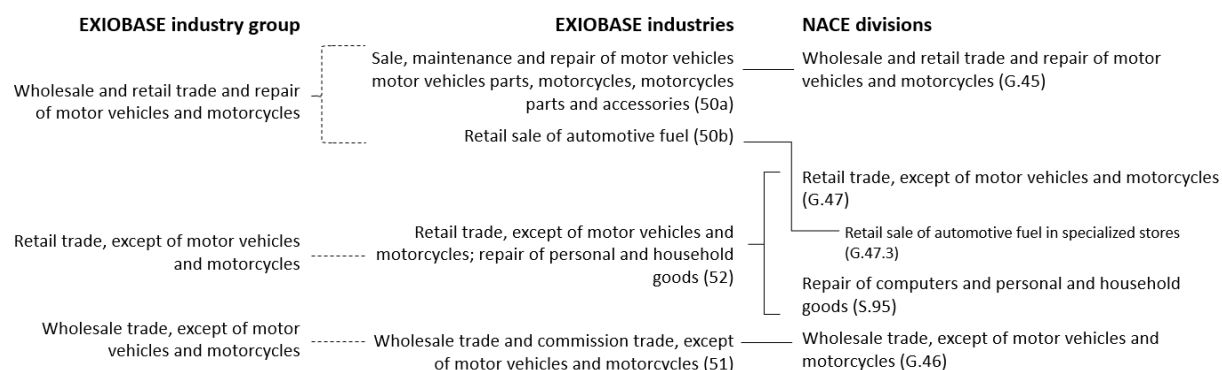 EXIOBASE industry group
EXIOBASE industries
NACE divisions
Wholesale and retail trade and repair
of motor vehicles and motorcycles
Sale, maintenance and repair of motor vehicles
motor vehicles parts, motorcycles, motorcycles
parts and accessories (50a)
Wholesale and retail trade and repair of motor
vehicles and motorcycles (G.45)
Retail sale of automotive fuel (50b)
Retail trade, except of motor vehicles and motorcycles
(G.47)
Retail trade, except of motor vehicles
and motorcycles
Retail trade, except of motor vehicles and
motorcycles; repair of personal and household
goods (52)
Retail sale of automotive fuel in specialized stores
(G.47.3)
Repair of computers and personal and household
goods (S.95)
Wholesale trade, except of motor
vehicles and motorcycles
Wholesale trade and commission trade, except
of motor vehicles and motorcycles (51)
Wholesale trade, except of motor vehicles and
motorcycles (G.46)